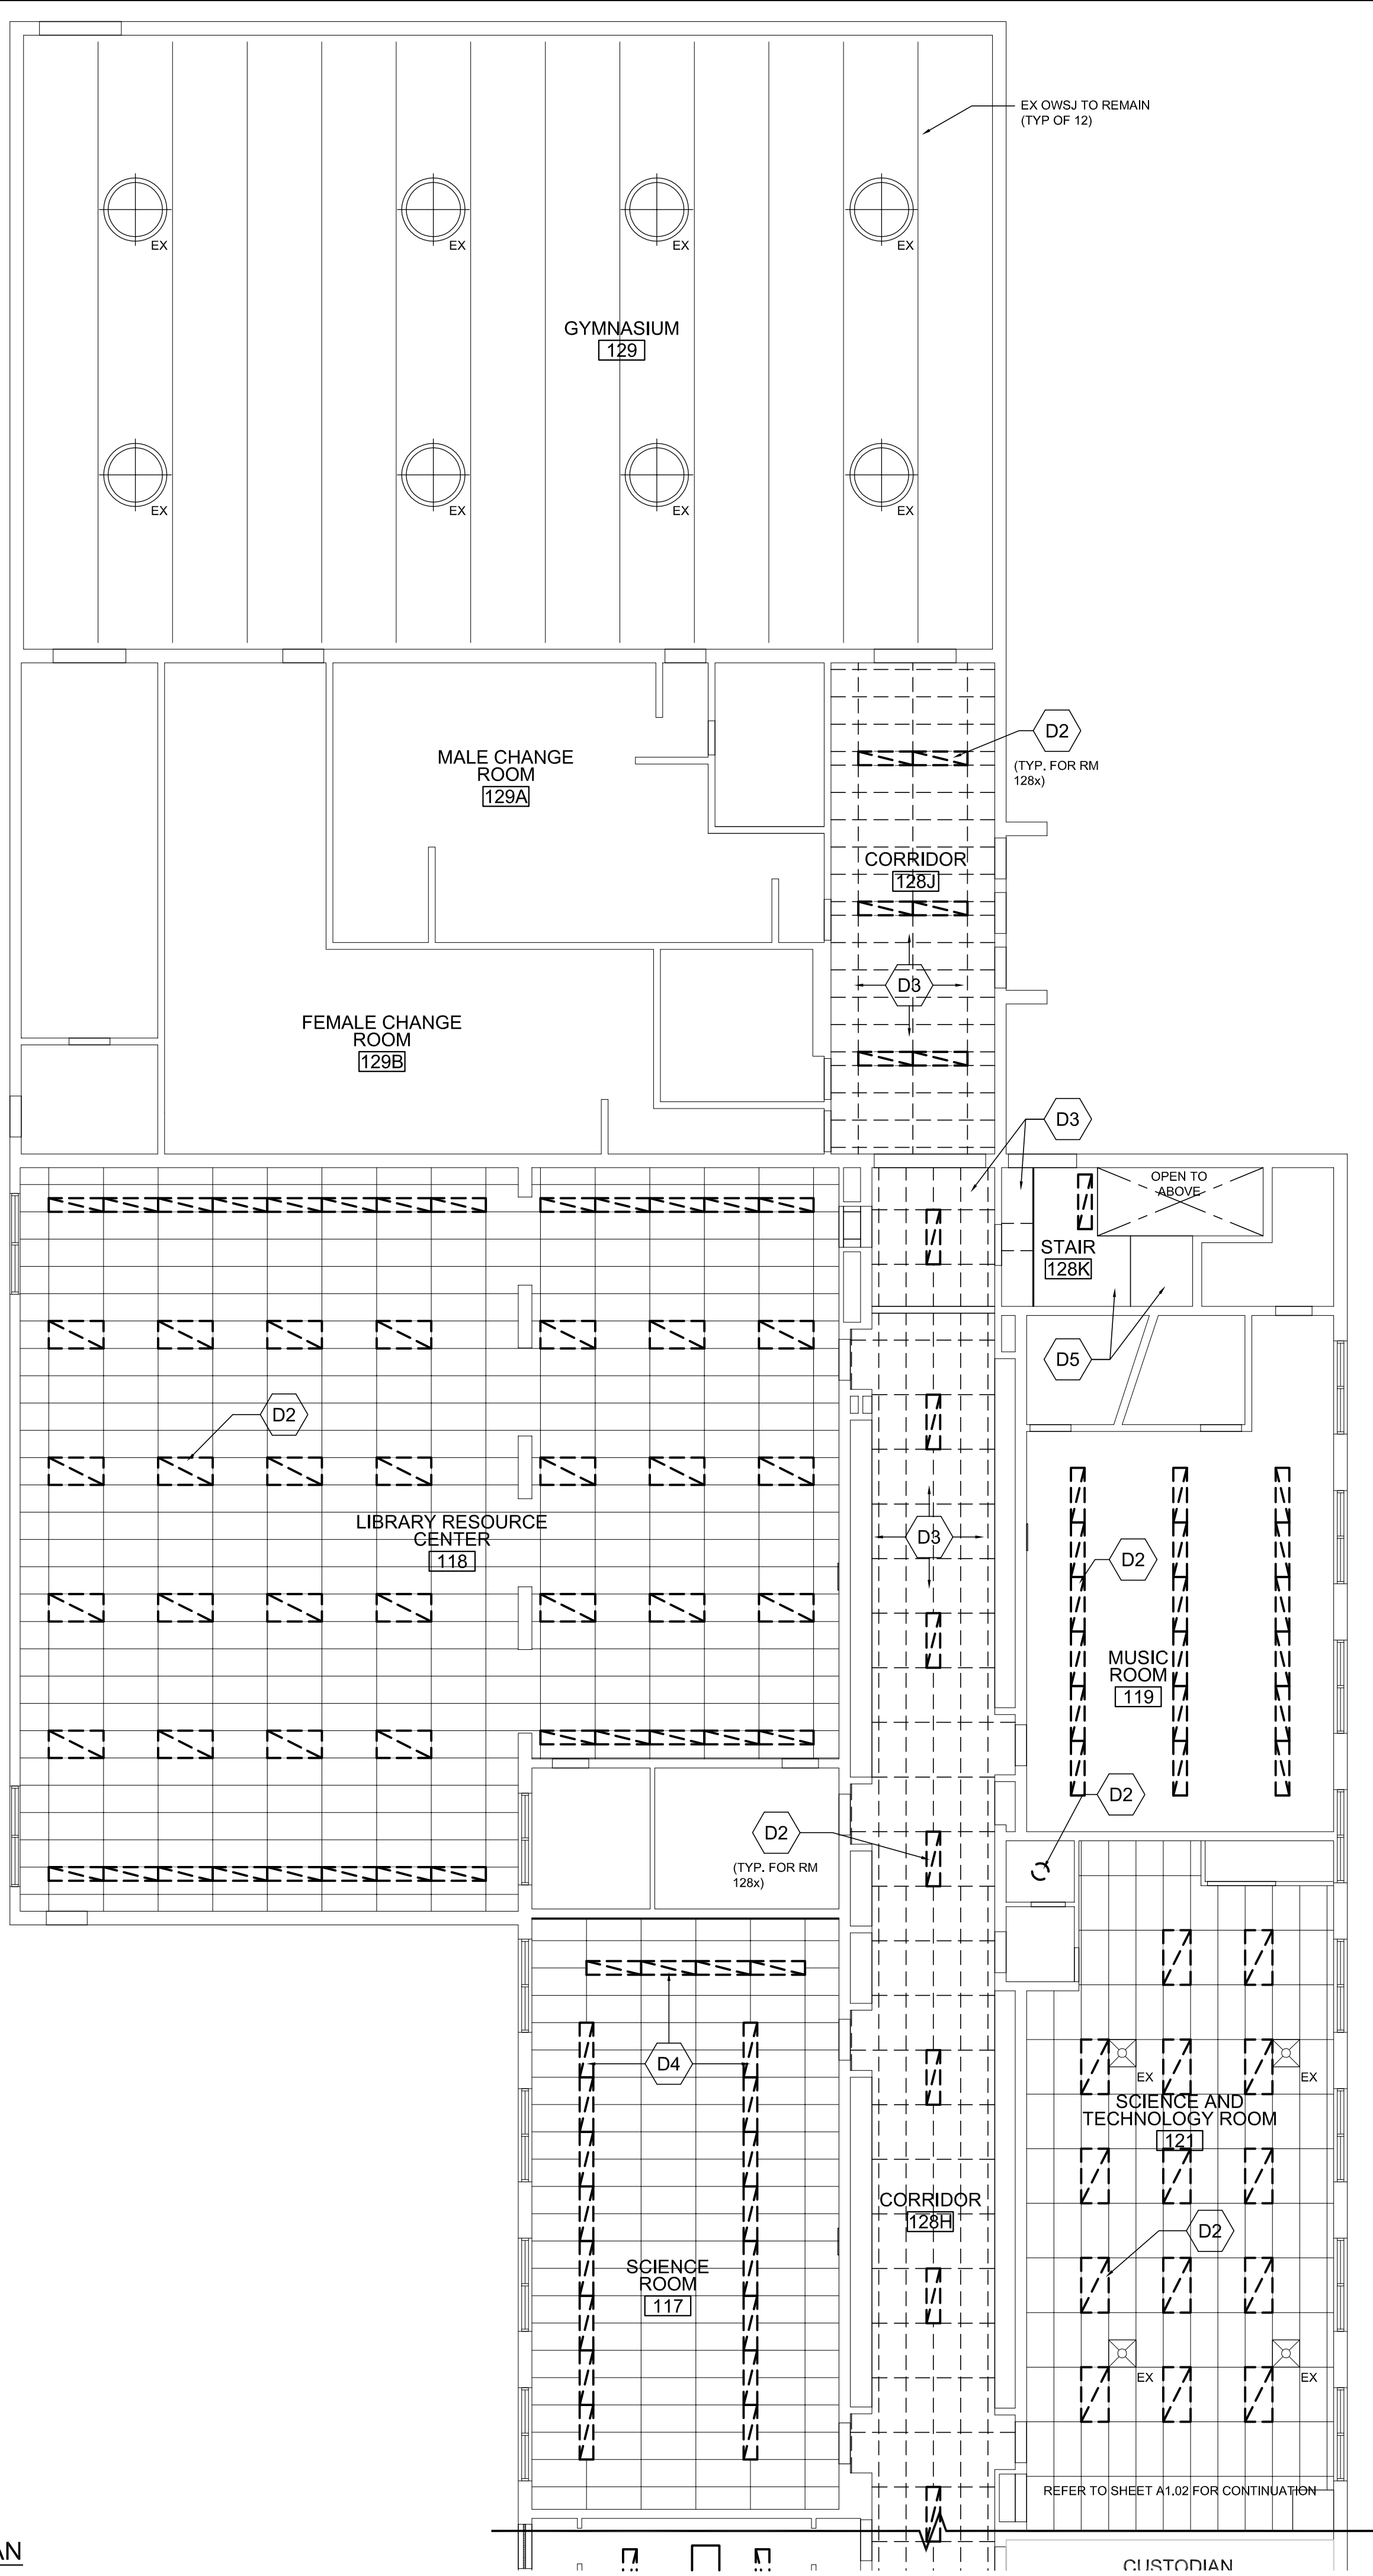 EX OWSJ TO REMAIN
(TYP OF 12)
EX
EX
EX
EX
GYMNASIUM
129
EX
EX
EX
EX
D2
(TYP. FOR RM
128x)
MALE CHANGE
ROOM
129A
CORRIDOR
128J
D3
FEMALE CHANGE
ROOM
129B
D3
OPEN TO
ABOVE
STAIR
128K
D5
D2
LIBRARY RESOURCE
CENTER
118
D3
D2
MUSIC
ROOM
119
D2
D2
(TYP. FOR RM
128x)
D4
EX
EX
SCIENCE AND
TECHNOLOGY ROOM
121
CORRIDOR
128H
D2
SCIENCE
ROOM
117
EX
EX
REFER TO SHEET A1.02 FOR CONTINUATION
CUSTODIAN